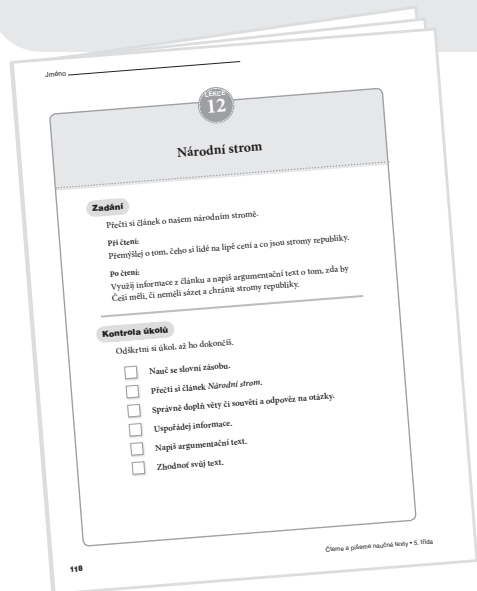 Jméno
LEKCE
12
Národní strom
Zadání
Přečti si článek o našem národním stromě.
Při čtení:
Přemýšlej o tom, čeho si lidé na lípě cení a co jsou stromy republiky.
Po čtení:
Využij informace z článku a napiš argumentační text o tom, zda by
Češi měli, či neměli sázet a chránit stromy republiky.
Kontrola úkolů
Odškrtni si úkol, až ho dokončíš.
Nauč se slovní zásobu.
Přečti si článek Národní strom.
Správně doplň věty či souvětí a odpověz na otázky.
Uspořádej informace.
Napiš argumentační text.
Zhodnoť svůj text.
118
Čteme a píšeme naučné texty • 5. třída